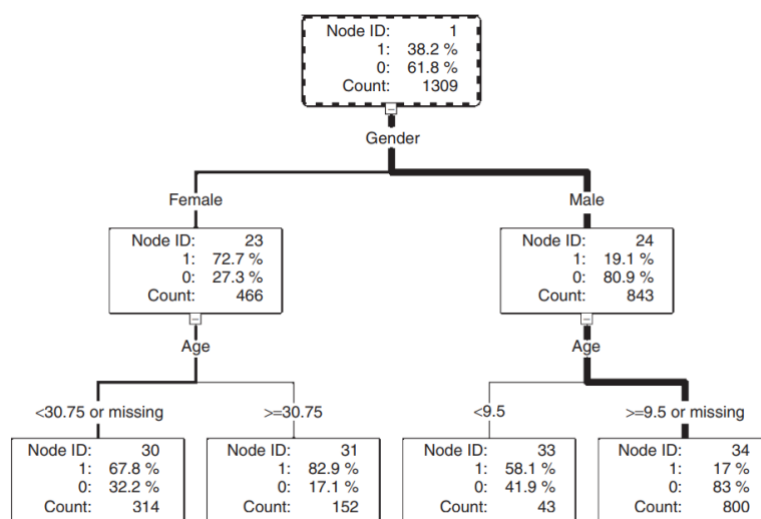 Node ID: 1
1: 38.2 %
0: 61.8 %
Count: 1309
Gender
Female
Male
Node ID: 23
1: 72.7 %
0: 27.3 %
Count: 466
Node ID: 24
1: 19.1 %
0: 80.9 %
Count: 843
Age
Age
<30.75 or missing
>=30.75
<9.5
>=9.5 or missing
Node ID: 30
1: 67.8 %
0: 32.2 %
Count: 314
Node ID: 31
1: 82.9 %
0: 17.1 %
Count: 152
Node ID: 33
1: 58.1 %
0: 41.9 %
Count: 43
Node ID: 34
1: 17 %
0: 83 %
Count: 800